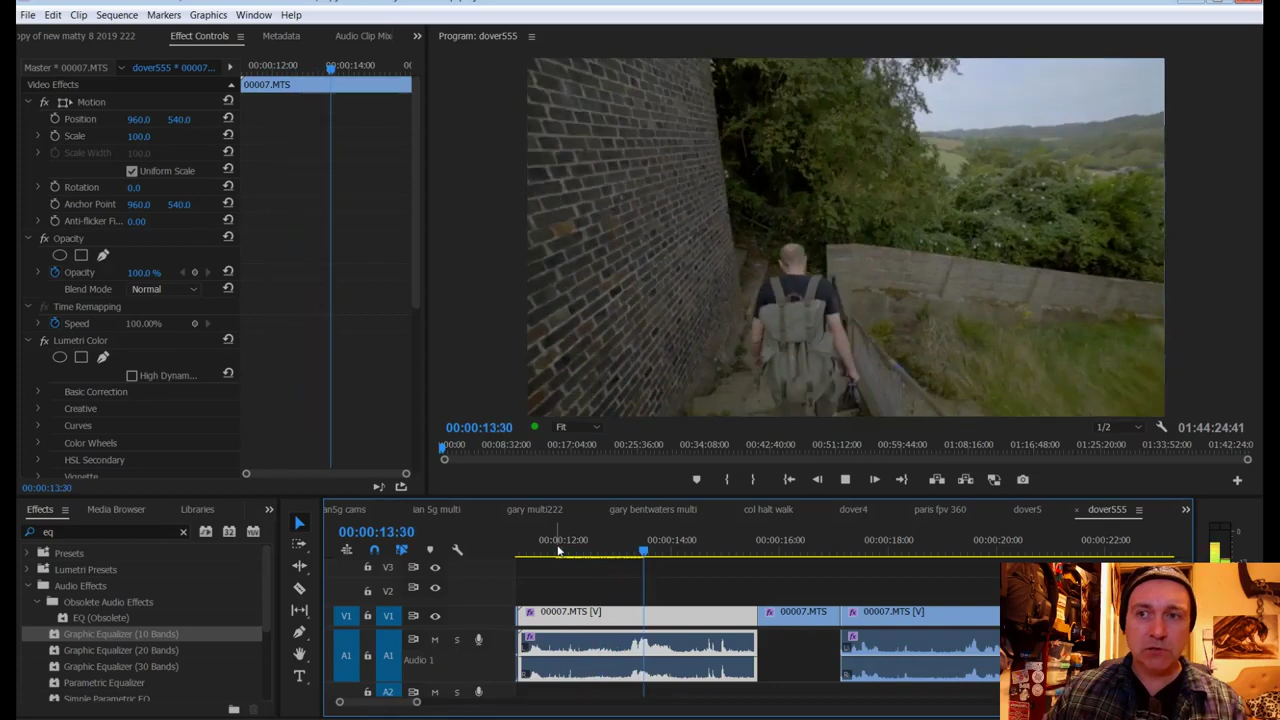 File Edit Clip Sequence Markers Graphics Window Help
opy of new matty 8 2019 222 Effect Controls Metadata Audio Clip Mix
Program: dover555
Master * 00007.MTS dover555 * 00007...
00:00:12:00 00:00:14:00 0(
Video Effects
00007.MTS
fx Motion
Position 960.0 540.0
Scale 100.0
Scale Width 100.0
Uniform Scale
Rotation 0.0
Anchor Point 960.0 540.0
Anti-flicker Fi... 0.00
fx Opacity
Opacity 100.0 %
Blend Mode Normal
fx Time Remapping
Speed 100.00%
fx Lumetri Color
High Dynam...
Basic Correction
Creative
Curves
Color Wheels
HSL Secondary
Vignette
00:00:13:30
00:00:13:30 Fit 1/2 01:44:24:41
:00:00 00:08:32:00 00:17:04:00 00:25:36:00 00:34:08:00 00:42:40:00 00:51:12:00 00:59:44:00 01:08:16:00 01:16:48:00 01:25:20:00 01:33:52:00 01:42:24:0
Effects Media Browser Libraries
eq
Presets
Lumetri Presets
Audio Effects
Obsolete Audio Effects
EQ (Obsolete)
Graphic Equalizer (10 Bands)
Graphic Equalizer (20 Bands)
Graphic Equalizer (30 Bands)
Parametric Equalizer
Simple Parametric EQ
an5g cams ian 5g multi gary multi222 gary bentwaters multi col halt walk dover4 paris fpv 360 dover5 dover555
00:00:13:30
00:00:12:00 00:00:14:00 00:00:16:00 00:00:18:00 00:00:20:00 00:00:22:00
V3
V2
V1 V1 fx 00007.MTS [V] fx 00007.MTS fx 00007.MTS [V]
A1 A1 M S Audio 1
A2 M S
0